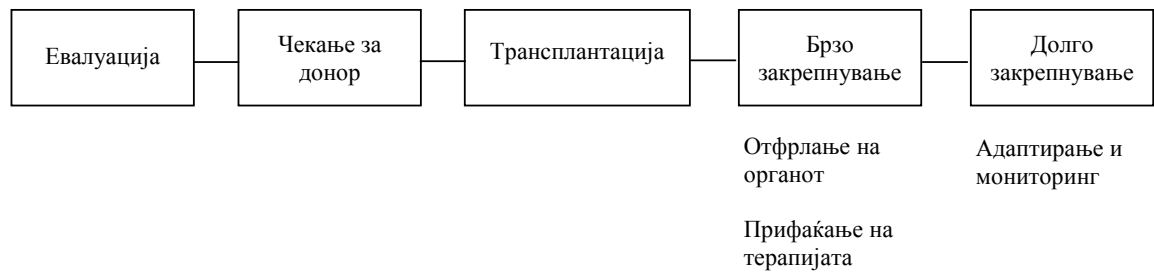 Евалуација
Чекање за
донор
Трансплантација
Брзо
закрепнување
Долго
закрепнување
Отфрлање на
органот
Прифаќање на
терапијата
Адаптирање и
мониторинг